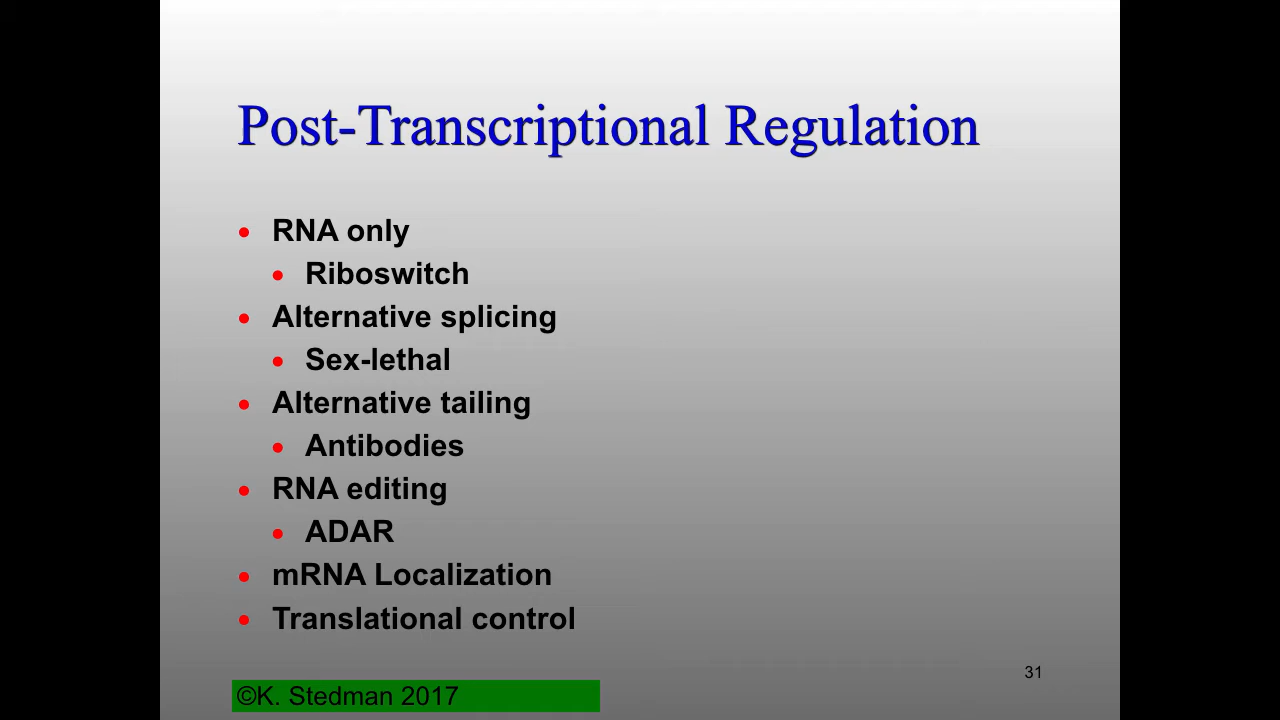 Post-Transcriptional Regulation
• RNA only
• Riboswitch
• Alternative splicing
• Sex-lethal
• Alternative tailing
• Antibodies
• RNA editing
• ADAR
• mRNA Localization
• Translational control
31
©K. Stedman 2017